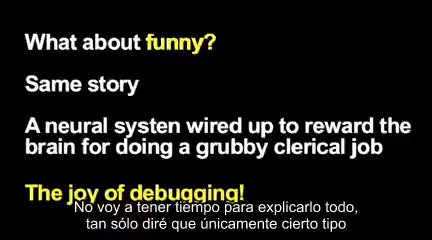 What about funny?
Same story
A neural systen wired up to reward the
brain for doing a grubby clerical job
The joy of debugging!
No voy a tener tiempo para explicarlo todo,
tan sólo diré que únicamente cierto tipo